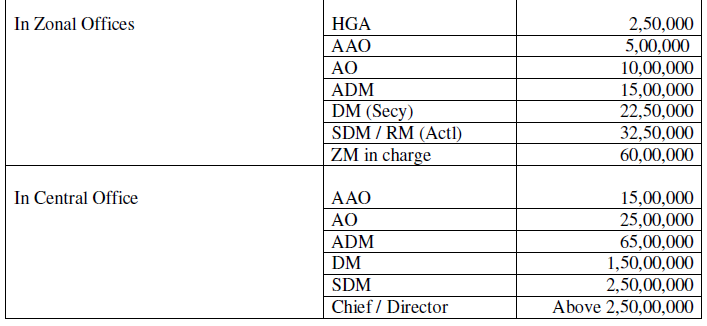 In Zonal Offices HGA 2,50,000
AAO 5,00,000
AO 10,00,000
ADM 15,00,000
DM (Secy) 22,50,000
SDM / RM (Actl) 32,50,000
ZM in charge 60,00,000
In Central Office AAO 15,00,000
AO 25,00,000
ADM 65,00,000
DM 1,50,00,000
SDM 2,50,00,000
Chief / Director Above 2,50,00,000